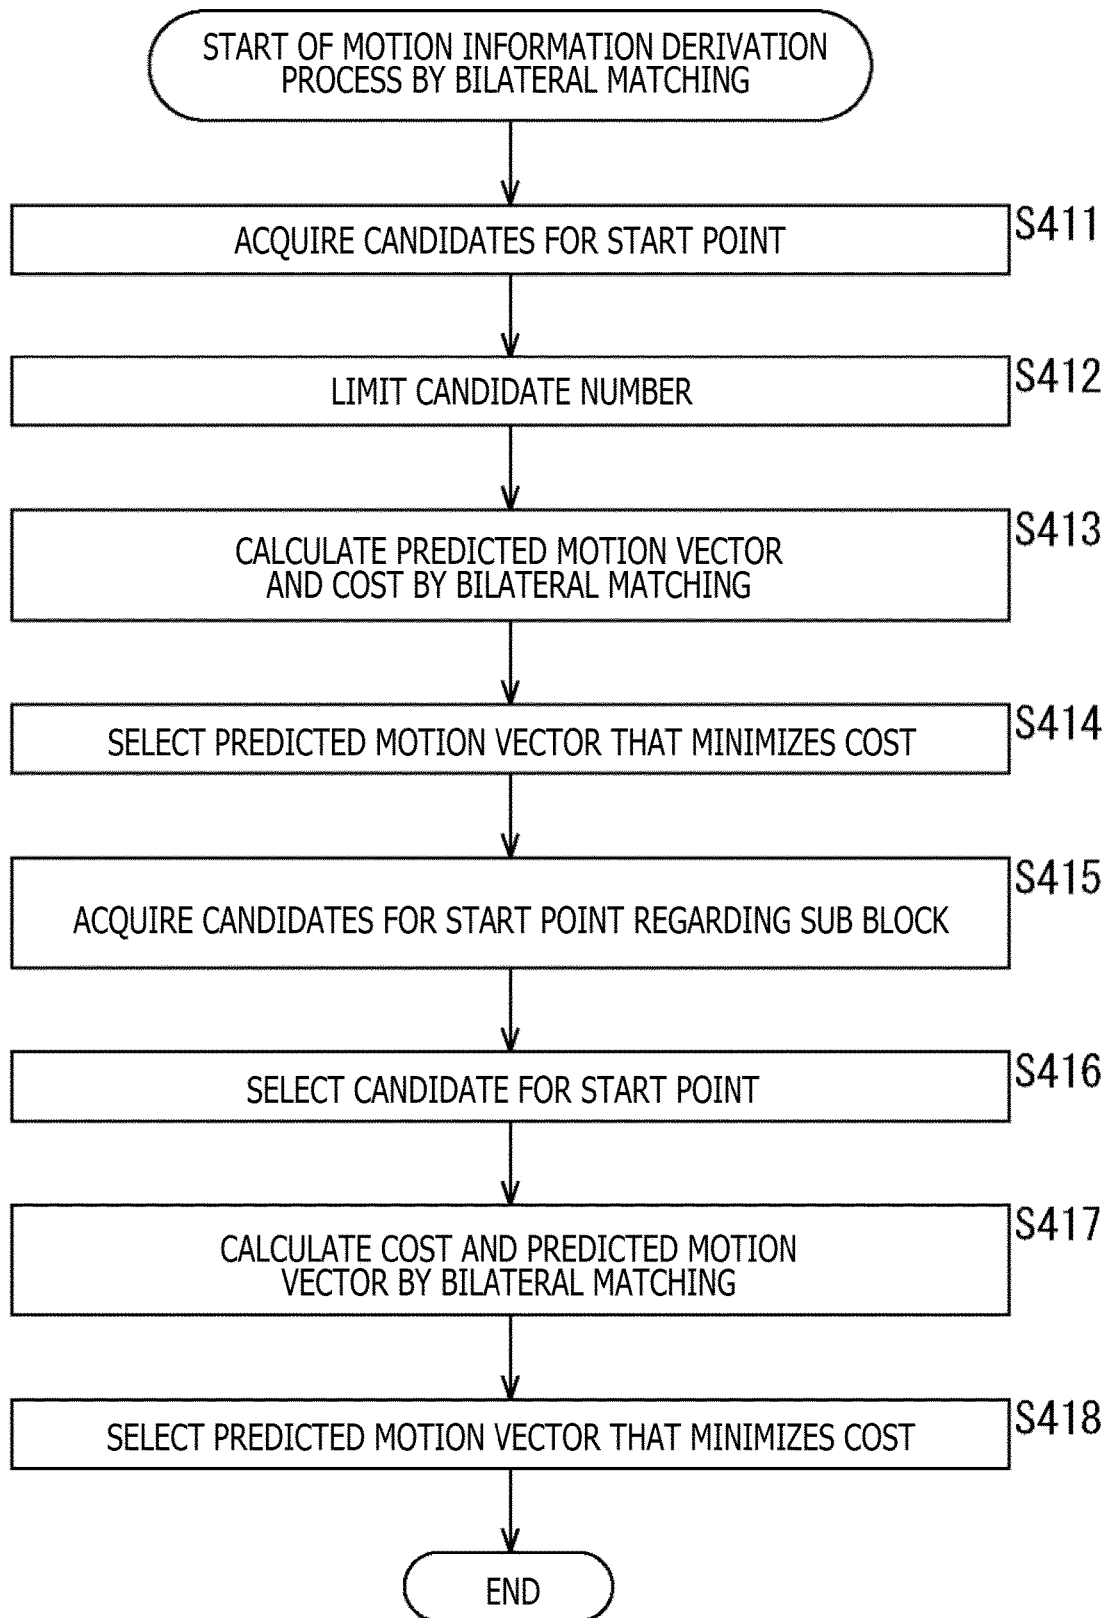 START OF MOTION INFORMATION DERIVATION
PROCESS BY BILATERAL MATCHING
S411
ACQUIRE CANDIDATES FOR START POINT
S412
LIMIT CANDIDATE NUMBER
S413
CALCULATE PREDICTED MOTION VECTOR
AND COST BY BILATERAL MATCHING
S414
SELECT PREDICTED MOTION VECTOR THAT MINIMIZES COST
S415
ACQUIRE CANDIDATES FOR START POINT REGARDING SUB BLOCK
S416
SELECT CANDIDATE FOR START POINT
S417
CALCULATE COST AND PREDICTED MOTION
VECTOR BY BILATERAL MATCHING
S418
SELECT PREDICTED MOTION VECTOR THAT MINIMIZES COST
END